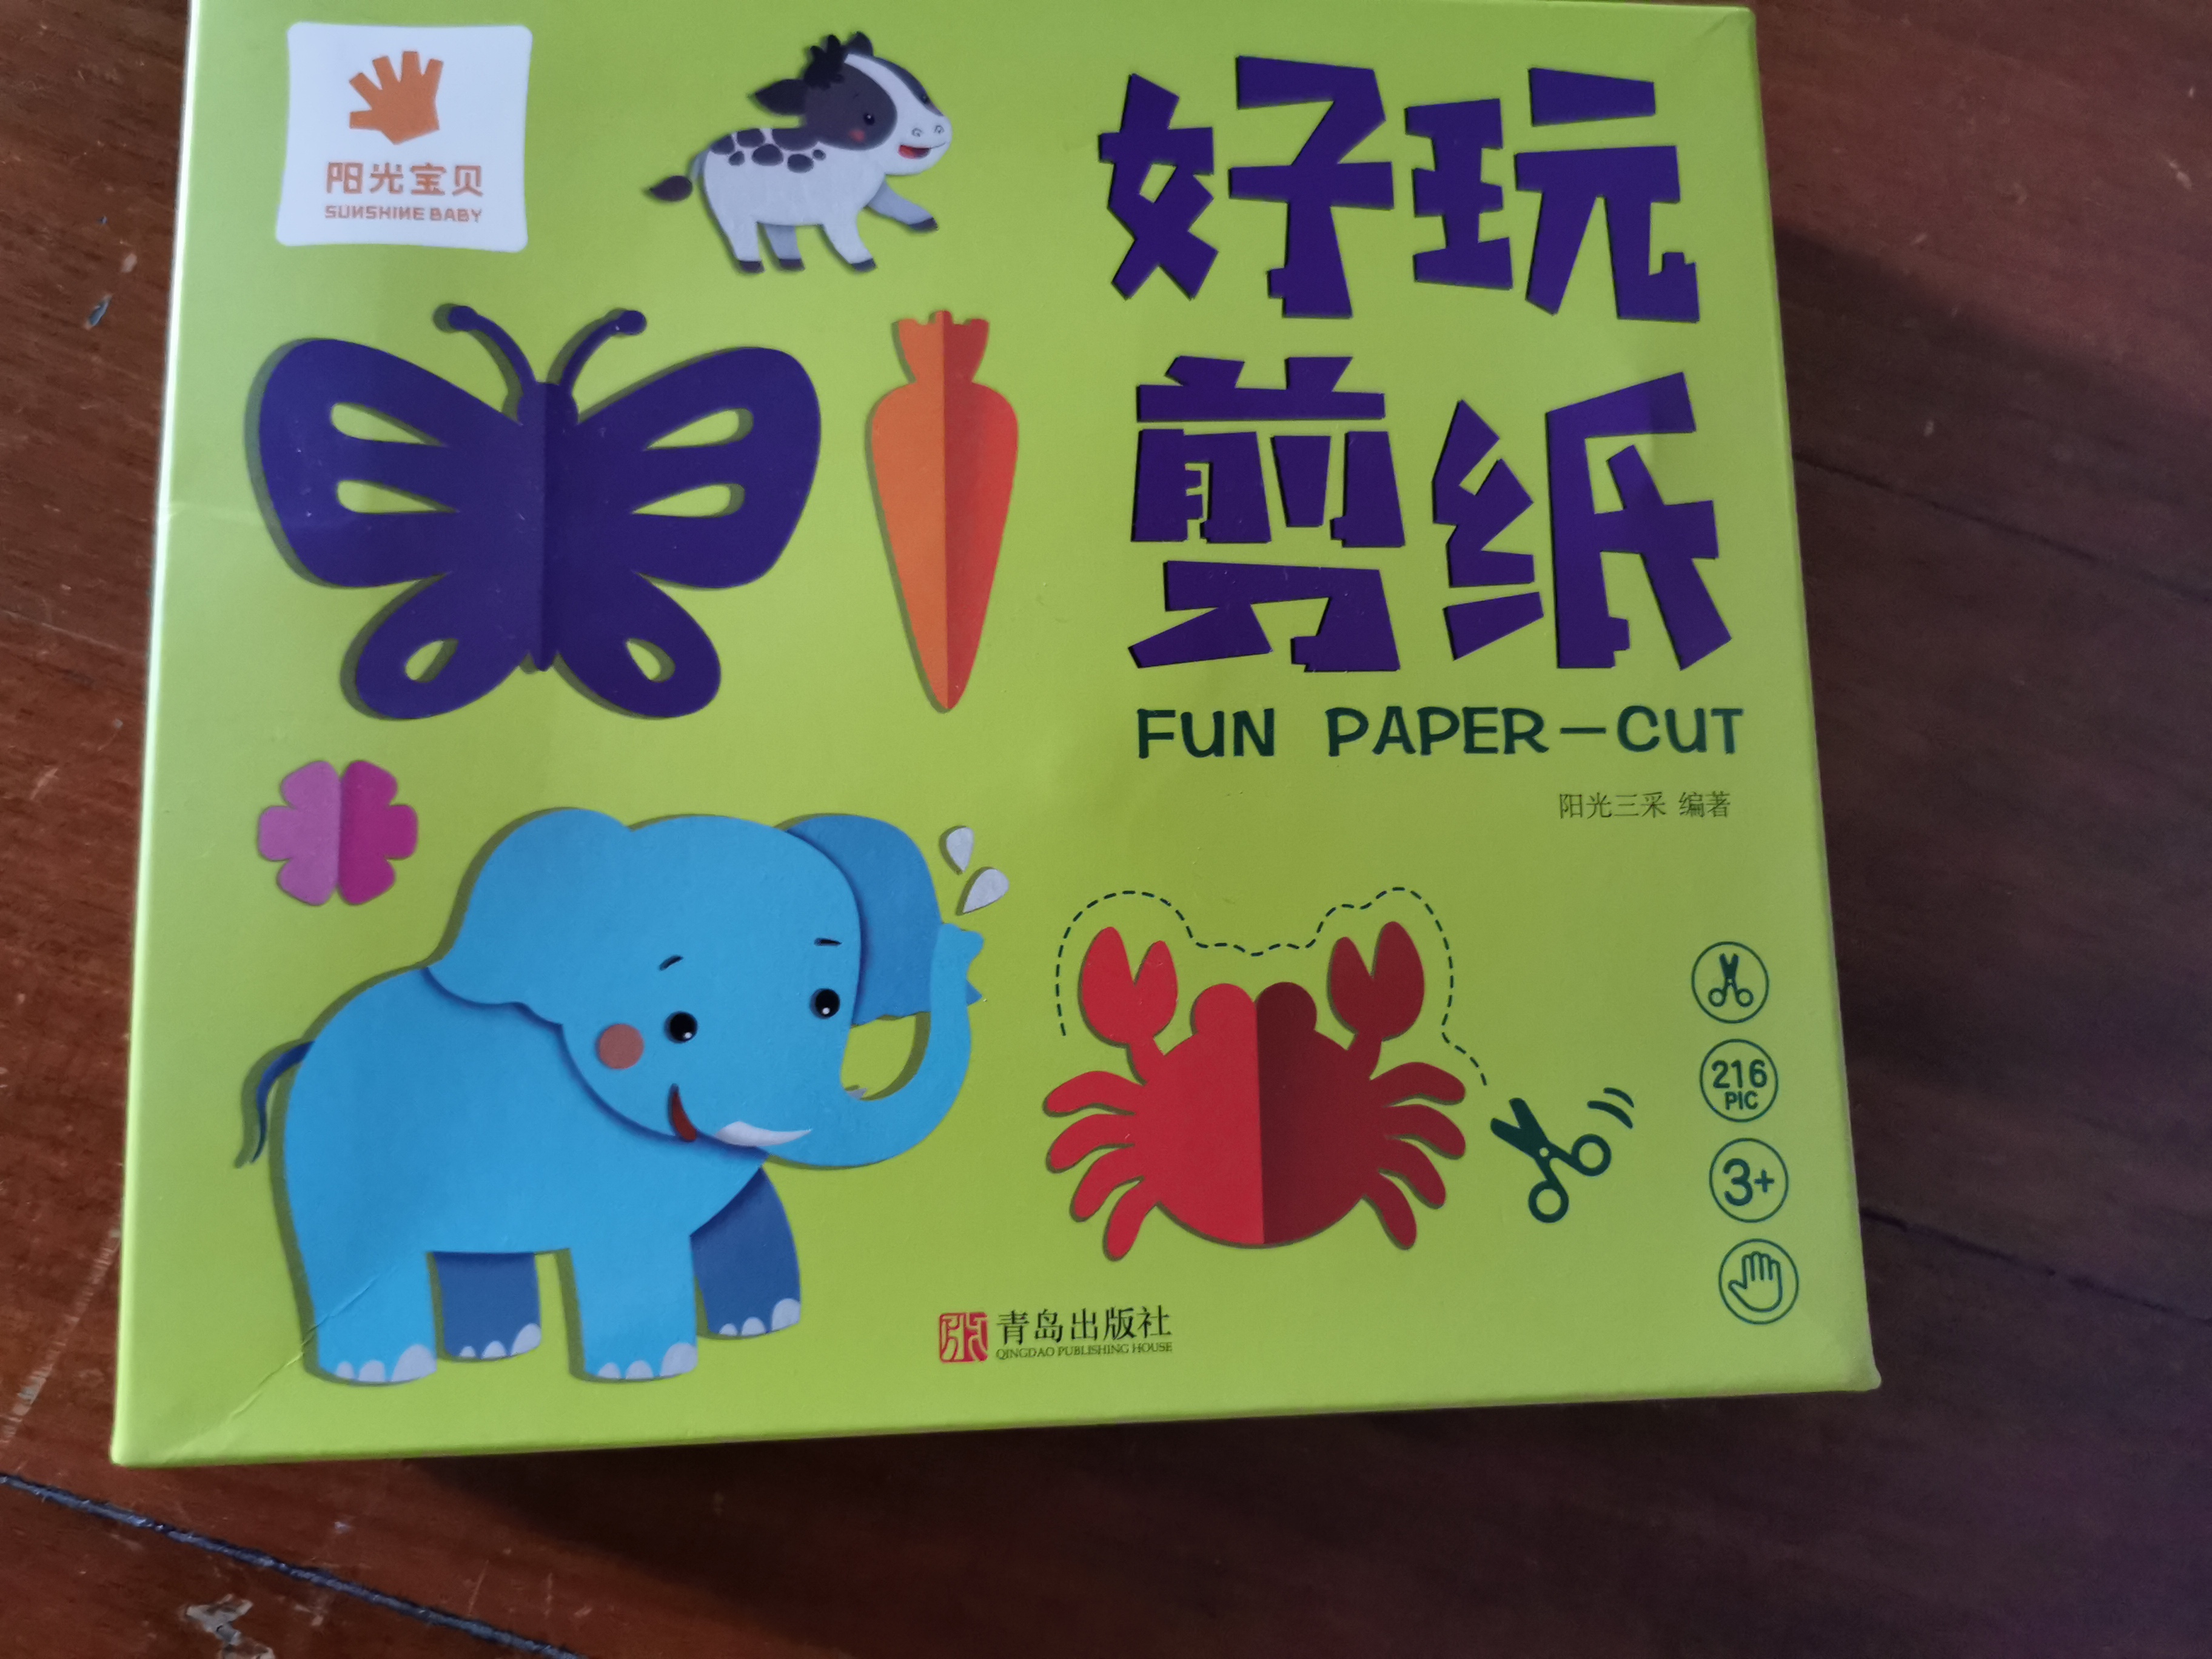 阳光宝贝
SUNSHINE BABY
好玩
剪纸
FUN PAPER-CUT
阳光三采 编著
216
PIC
3+
青岛出版社
QINGDAO PUBLISHING HOUSE